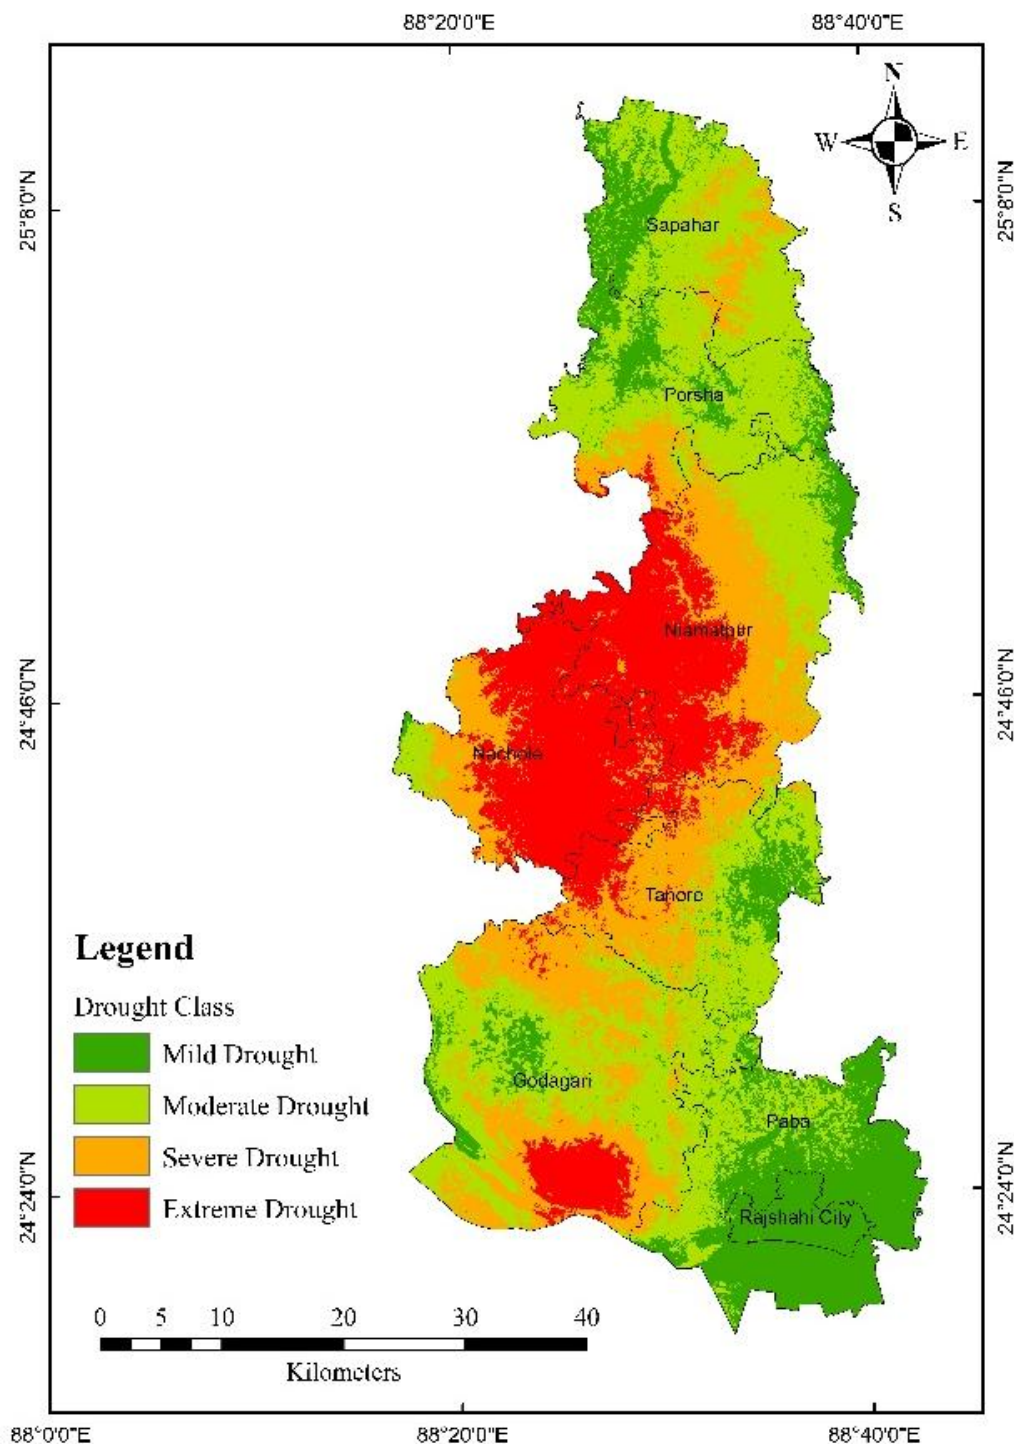 88°20'0"E 88°40'0"E
N
W E
S
25°8'0"N 25°8'0"N
Sapahar
Porsha
Niamatpur
24°46'0"N 24°46'0"N
Nachole
Tanore
Legend
Drought Class
Mild Drought
Moderate Drought
Severe Drought
Extreme Drought
Godagari
Paba
24°24'0"N 24°24'0"N
Rajshahi City
0 5 10 20 30 40
Kilometers
88°0'0"E 88°20'0"E 88°40'0"E